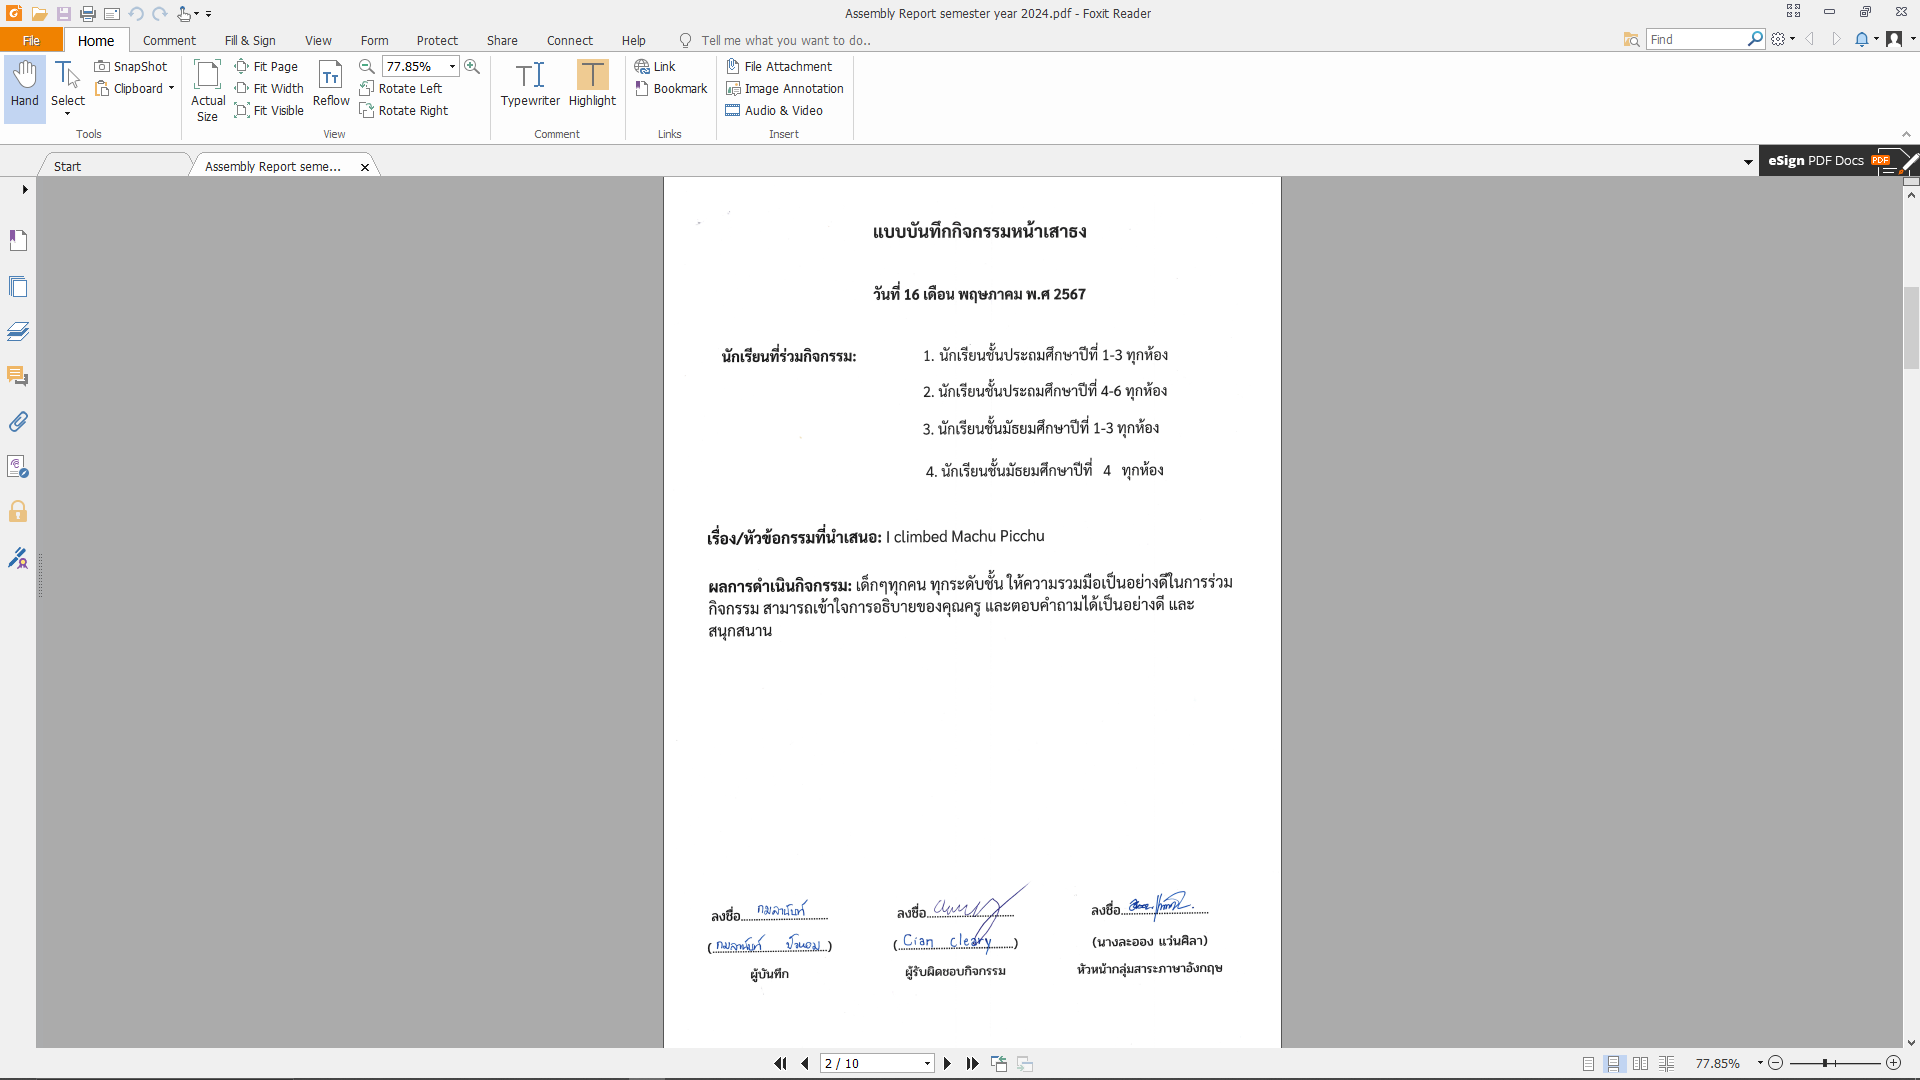 Assembly Report semester year 2024.pdf - Foxit Reader
File Home Comment Fill & Sign View Form Protect Share Connect Help Tell me what you want to do.. Find
Hand Select SnapShot Clipboard
Tools
Actual Size Fit Page Fit Width Fit Visible Reflow 77.85% Rotate Left Rotate Right
View
Typewriter Highlight
Comment
Link Bookmark
Links
File Attachment Image Annotation Audio & Video
Insert
Start Assembly Report seme... eSign PDF Docs PDF
แบบบันทึกกิจกรรมหน้าเสาธง
วันที่ 16 เดือน พฤษภาคม พ.ศ 2567
นักเรียนที่ร่วมกิจกรรม: 1. นักเรียนชั้นประถมศึกษาปีที่ 1-3 ทุกห้อง
2. นักเรียนชั้นประถมศึกษาปีที่ 4-6 ทุกห้อง
3. นักเรียนชั้นมัธยมศึกษาปีที่ 1-3 ทุกห้อง
4. นักเรียนชั้นมัธยมศึกษาปีที่ 4 ทุกห้อง
เรื่อง/หัวข้อกรรมที่นำเสนอ: I climbed Machu Picchu
ผลการดำเนินกิจกรรม: เด็กๆทุกคน ทุกระดับชั้น ให้ความรวมมือเป็นอย่างดีในการร่วม
กิจกรรม สามารถเข้าใจการอธิบายของคุณครู และตอบคำถามได้เป็นอย่างดี และ
สนุกสนาน
ลงชื่อ กมลานันท์ ลงชื่อ ลงชื่อ
(กมลานันท์ บัวหอม) (Cian cleary) (นางละออง แว่นศิลา)
ผู้บันทึก ผู้รับผิดชอบกิจกรรม หัวหน้ากลุ่มสาระภาษาอังกฤษ
2 / 10 77.85%